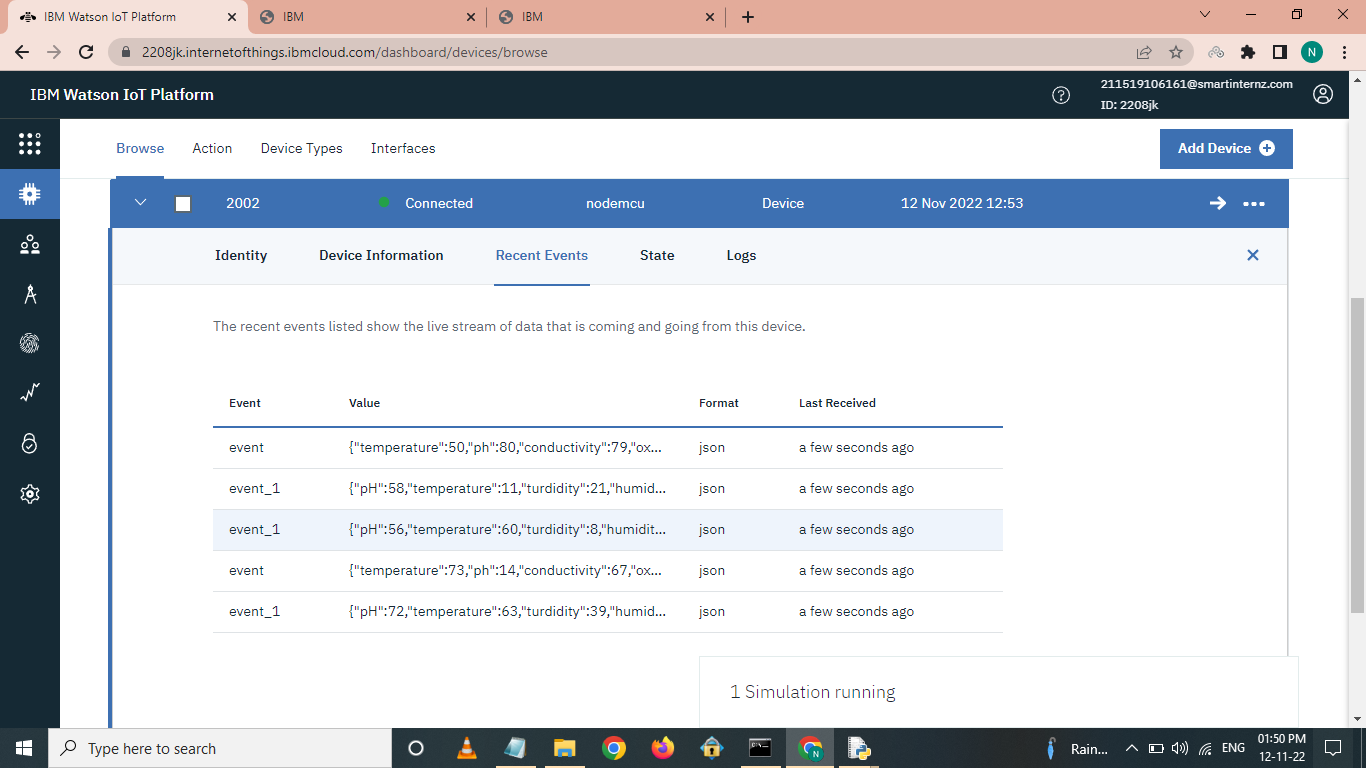 IBM Watson IoT Platform
IBM
IBM
2208jk.internetofthings.ibmcloud.com/dashboard/devices/browse
N
IBM Watson IoT Platform
211519106161@smartinternz.com
ID: 2208jk
Browse Action Device Types Interfaces
Add Device
2002 Connected nodemcu Device 12 Nov 2022 12:53
Identity Device Information Recent Events State Logs
The recent events listed show the live stream of data that is coming and going from this device.
Event Value Format Last Received
event {"temperature":50,"ph":80,"conductivity":79,"ox... json a few seconds ago
event_1 {"pH":58,"temperature":11,"turdidity":21,"humid... json a few seconds ago
event_1 {"pH":56,"temperature":60,"turdidity":8,"humidit... json a few seconds ago
event {"temperature":73,"ph":14,"conductivity":67,"ox... json a few seconds ago
event_1 {"pH":72,"temperature":63,"turdidity":39,"humid... json a few seconds ago
1 Simulation running
Type here to search
N
Rain...
ENG
01:50 PM
12-11-22